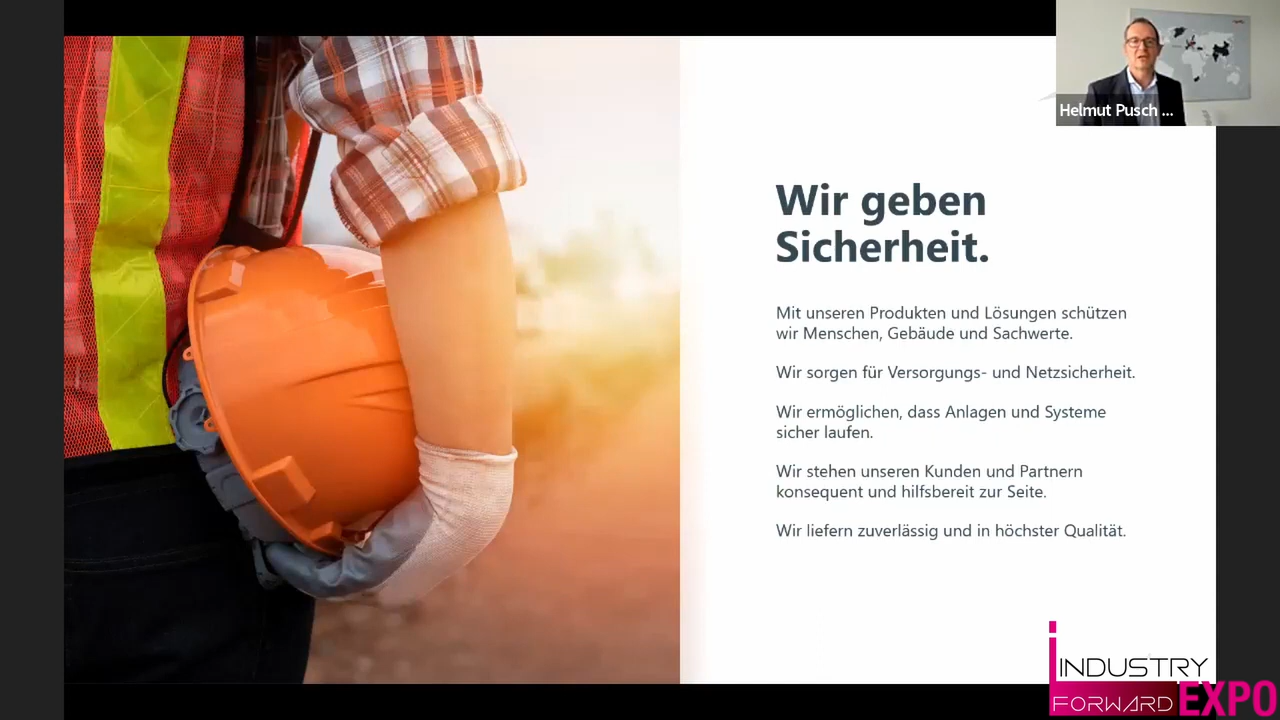 Helmut Pusch ...
Wir geben
Sicherheit.
Mit unseren Produkten und Lösungen schützen
wir Menschen, Gebäude und Sachwerte.
Wir sorgen für Versorgungs- und Netzsicherheit.
Wir ermöglichen, dass Anlagen und Systeme
sicher laufen.
Wir stehen unseren Kunden und Partnern
konsequent und hilfsbereit zur Seite.
Wir liefern zuverlässig und in höchster Qualität.
INDUSTRY
FORWARD EXPO